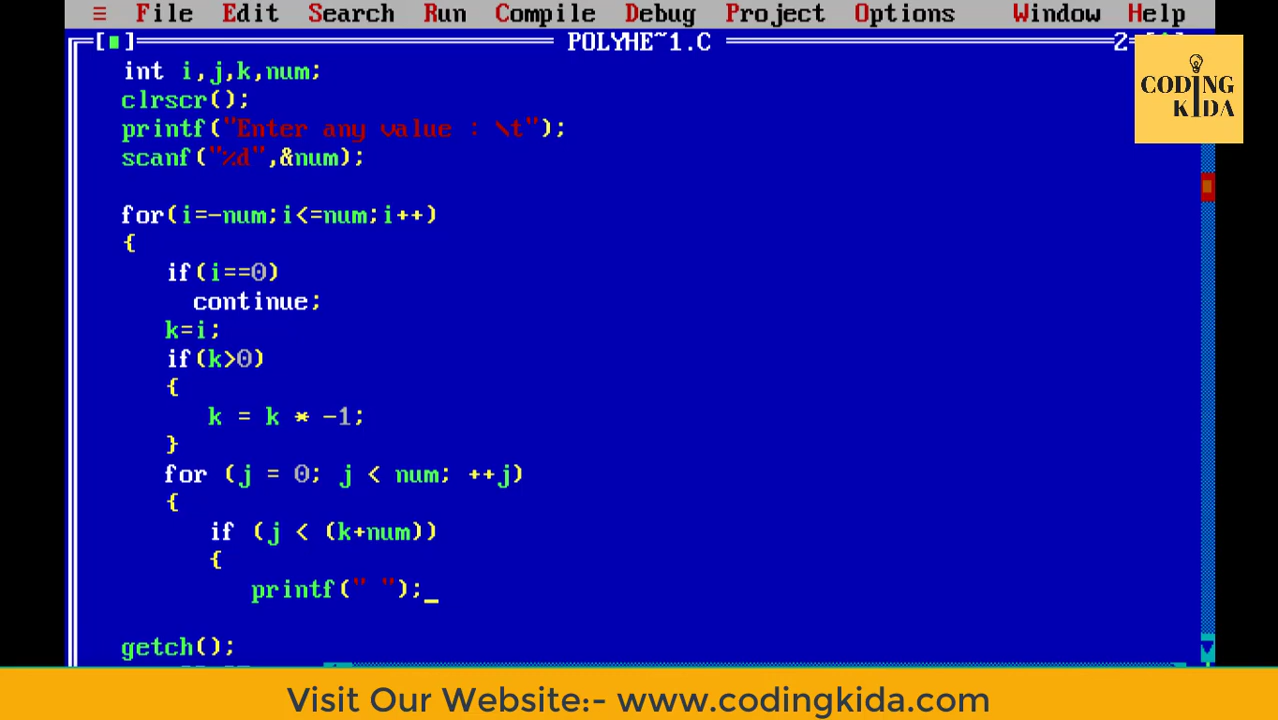 ≡ File Edit Search Run Compile Debug Project Options Window Help
[■] POLYHE~1.C 2
CODING
KIDA
int i,j,k,num;
clrscr();
printf("Enter any value : \t");
scanf("%d",&num);
for(i=-num;i<=num;i++)
{
if(i==0)
continue;
k=i;
if(k>0)
{
k = k * -1;
}
for (j = 0; j < num; ++j)
{
if (j < (k+num))
{
printf(" ");_
getch();
Visit Our Website:- www.codingkida.com